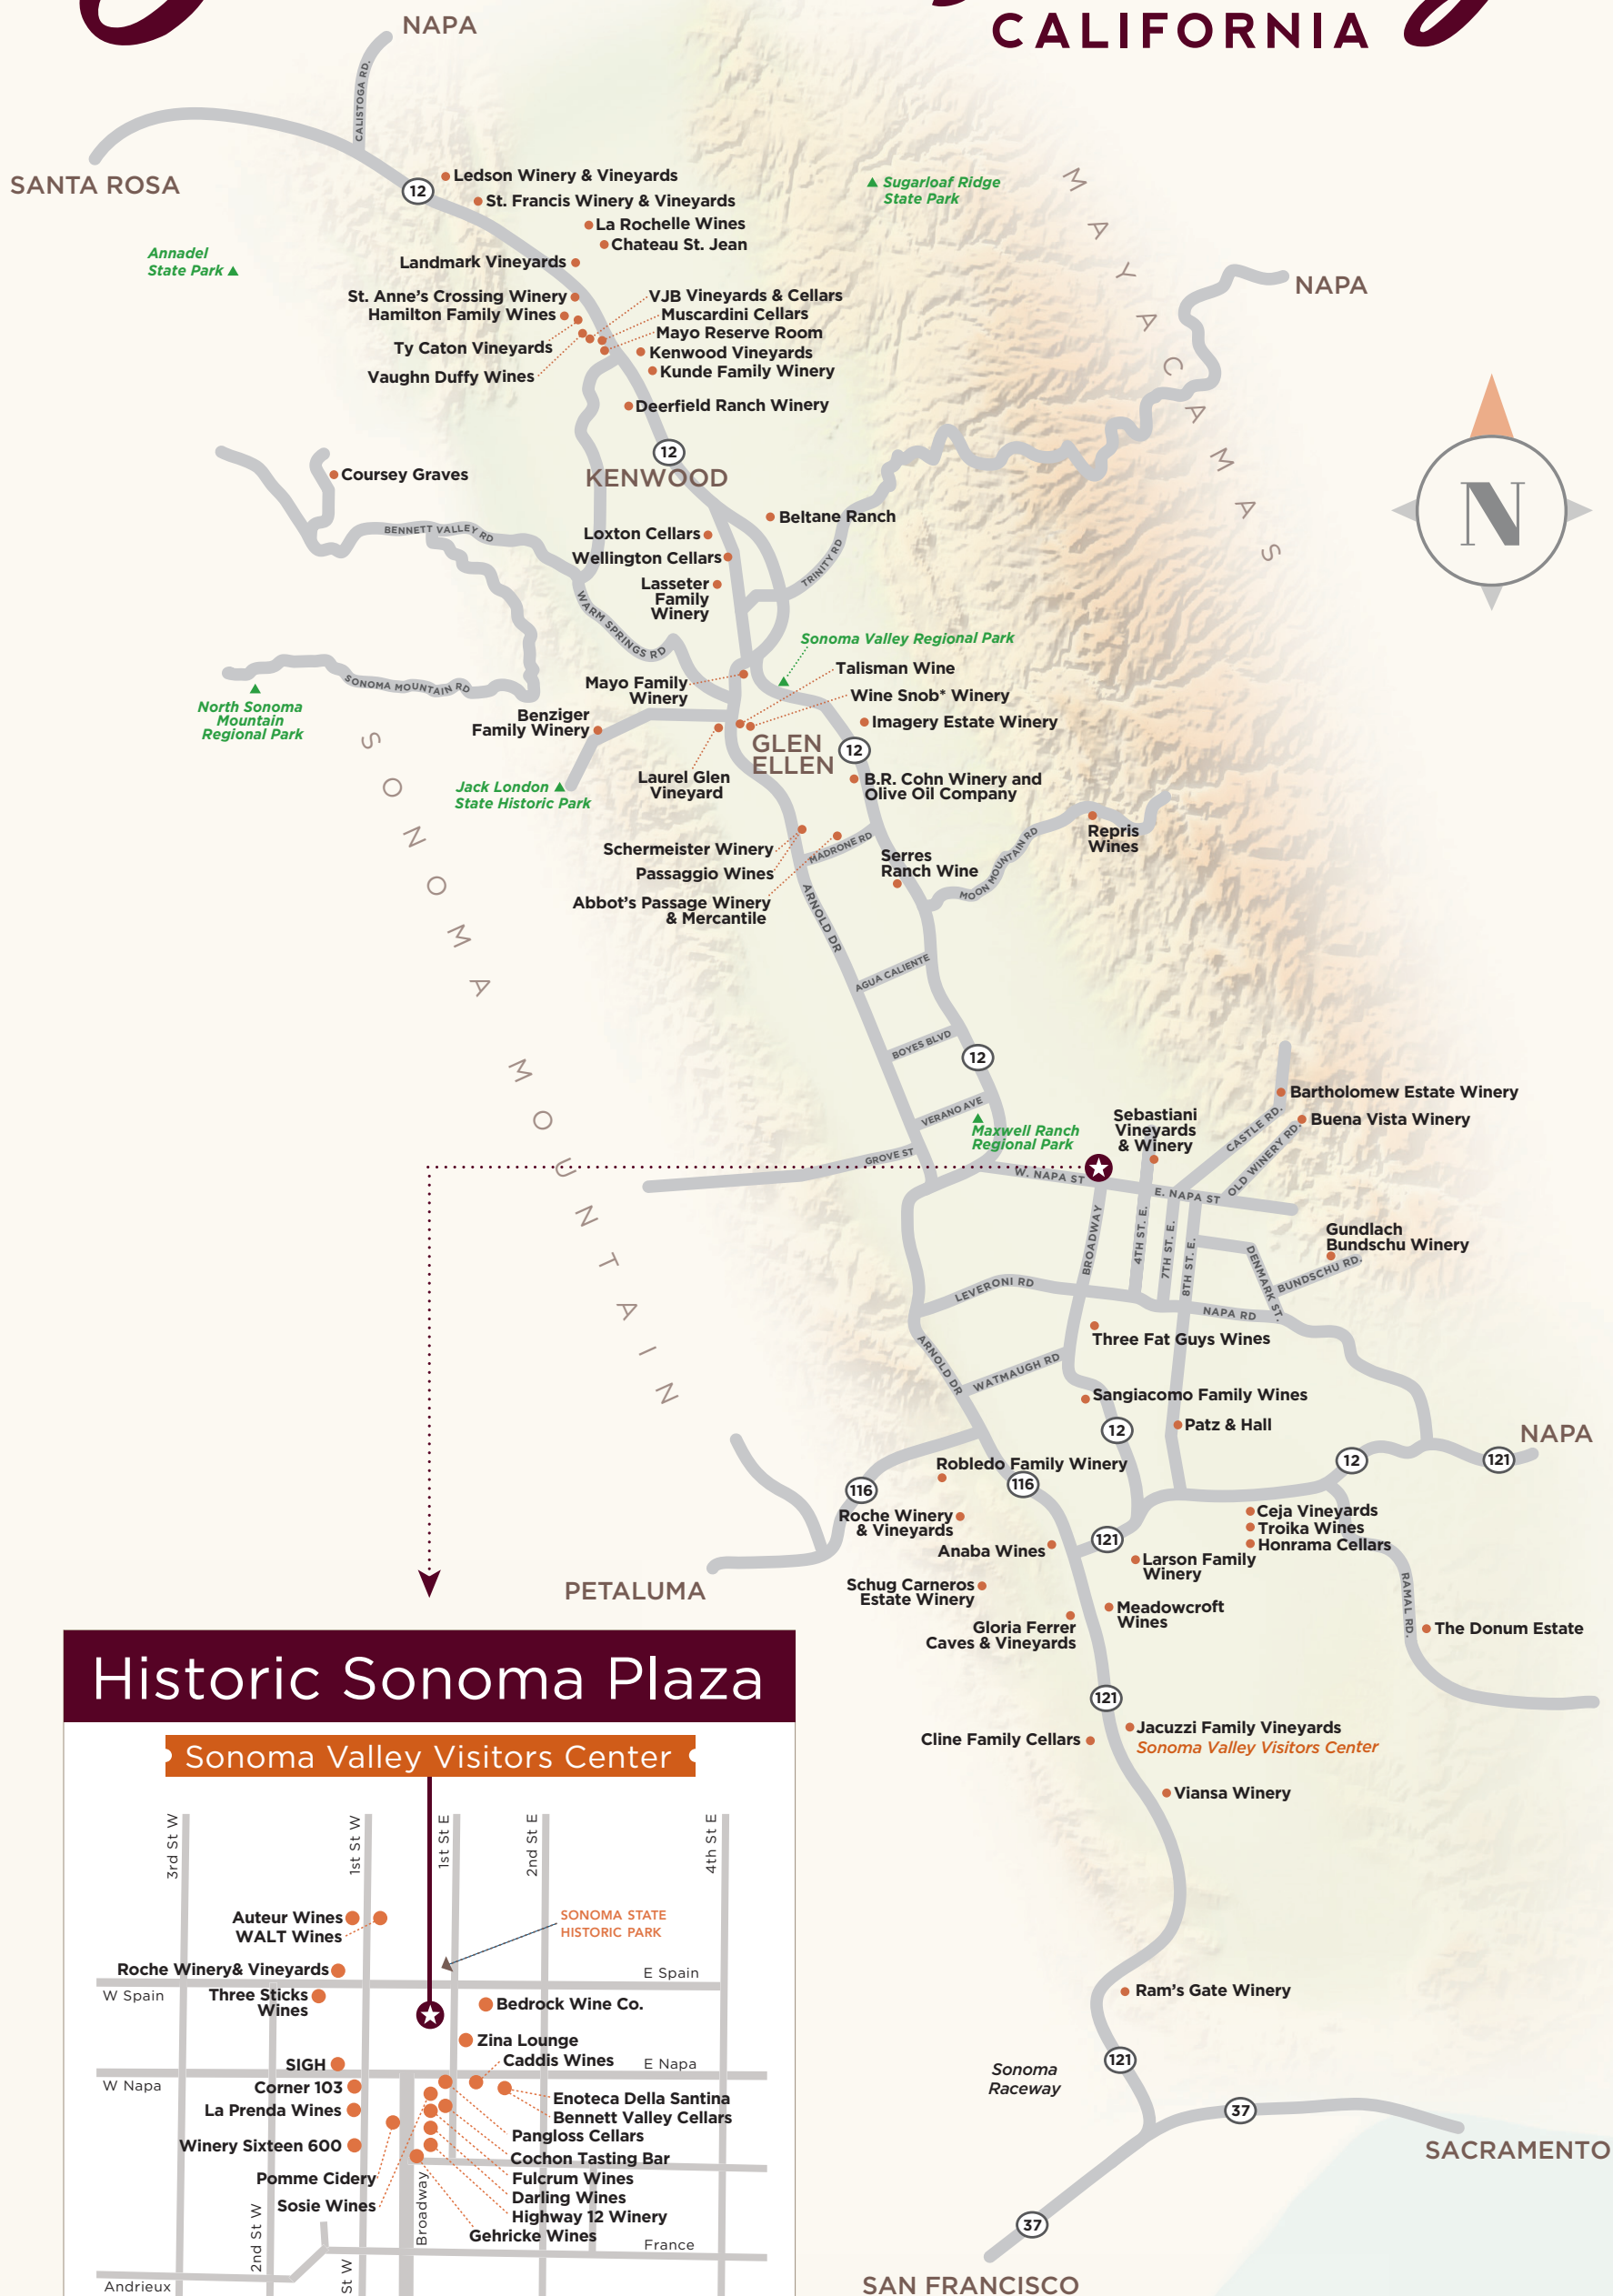 CALIFORNIA
NAPA
CALISTOGA RD.
SANTA ROSA
12
Ledson Winery & Vineyards
St. Francis Winery & Vineyards
La Rochelle Wines
Chateau St. Jean
Landmark Vineyards
Sugarloaf Ridge
State Park
Annadel
State Park
MAYACAMAS
NAPA
St. Anne's Crossing Winery
Hamilton Family Wines
Ty Caton Vineyards
Vaughn Duffy Wines
VJB Vineyards & Cellars
Muscardini Cellars
Mayo Reserve Room
Kenwood Vineyards
Kunde Family Winery
Deerfield Ranch Winery
N
12
KENWOOD
Coursey Graves
BENNETT VALLEY RD
Beltane Ranch
Loxton Cellars
Wellington Cellars
Lasseter
Family
Winery
TRINITY RD
WARM SPRINGS RD
Sonoma Valley Regional Park
Talisman Wine
Wine Snob* Winery
Imagery Estate Winery
SONOMA MOUNTAIN RD
North Sonoma
Mountain
Regional Park
Mayo Family
Winery
Benziger
Family Winery
GLEN
ELLEN
12
Laurel Glen
Vineyard
B.R. Cohn Winery and
Olive Oil Company
Jack London
State Historic Park
SONOMA MOUNTAIN
Repris
Wines
Schermeister Winery
Passaggio Wines
MADRONE RD
Serres
Ranch Wine
MOON MOUNTAIN RD
Abbot's Passage Winery
& Mercantile
ARNOLD DR
AGUA CALIENTE
BOYES BLVD
12
VERANO AVE
Maxwell Ranch
Regional Park
Sebastiani
Vineyards
& Winery
Bartholomew Estate Winery
Buena Vista Winery
CASTLE RD.
OLD WINERY RD.
GROVE ST
W. NAPA ST
E. NAPA ST
BROADWAY
4TH ST. E.
7TH ST. E.
8TH ST. E.
Gundlach
Bundschu Winery
DENMARK ST.
BUNDSCHU RD.
LEVERONI RD
NAPA RD
Three Fat Guys Wines
ARNOLD DR
WATMAUGH RD
Sangiacomo Family Wines
12
Patz & Hall
NAPA
12
121
Robledo Family Winery
116
116
Roche Winery
& Vineyards
Anaba Wines
121
Ceja Vineyards
Troika Wines
Honrama Cellars
Larson Family
Winery
PETALUMA
Schug Carneros
Estate Winery
Meadowcroft
Wines
RAMAL RD.
The Donum Estate
Gloria Ferrer
Caves & Vineyards
121
Cline Family Cellars
Jacuzzi Family Vineyards
Sonoma Valley Visitors Center
Viansa Winery
Ram's Gate Winery
121
Sonoma
Raceway
37
SACRAMENTO
37
SAN FRANCISCO
Historic Sonoma Plaza
Sonoma Valley Visitors Center
3rd St W
1st St W
1st St E
2nd St E
4th St E
Auteur Wines
WALT Wines
SONOMA STATE
HISTORIC PARK
Roche Winery& Vineyards
E Spain
W Spain
Three Sticks
Wines
Bedrock Wine Co.
Zina Lounge
Caddis Wines
SIGH
E Napa
W Napa
Corner 103
La Prenda Wines
Enoteca Della Santina
Bennett Valley Cellars
Pangloss Cellars
Winery Sixteen 600
Cochon Tasting Bar
Pomme Cidery
Fulcrum Wines
Darling Wines
Sosie Wines
Highway 12 Winery
Gehricke Wines
Broadway
2nd St W
France
St W
Andrieux